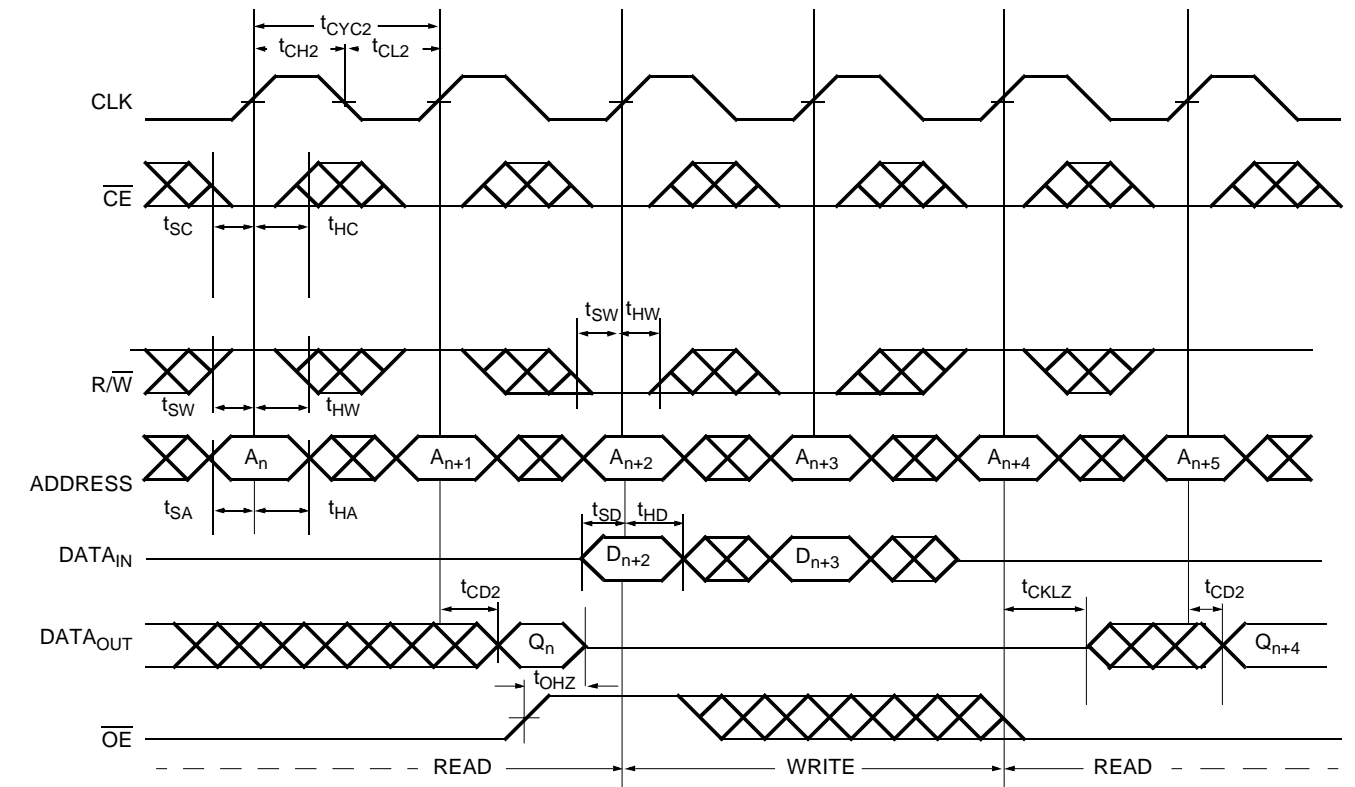 tCYC2
tCH2 tCL2
CLK
CE
tSC tHC
tSW tHW
R/W
tSW tHW
An An+1 An+2 An+3 An+4 An+5
ADDRESS
tSA tHA
tSD tHD
DATAIN Dn+2 Dn+3
tCD2 tCKLZ tCD2
DATAOUT Qn Qn+4
tOHZ
OE
READ WRITE READ